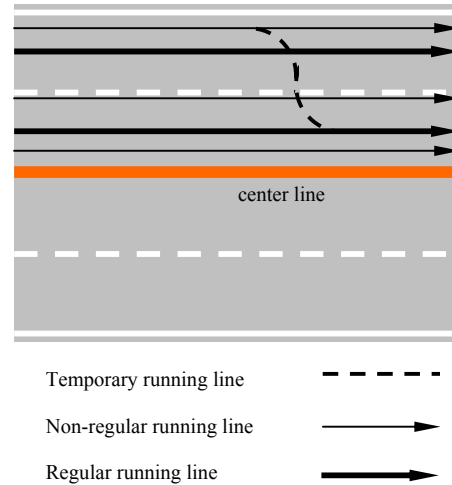 center line
Temporary running line
Non-regular running line
Regular running line